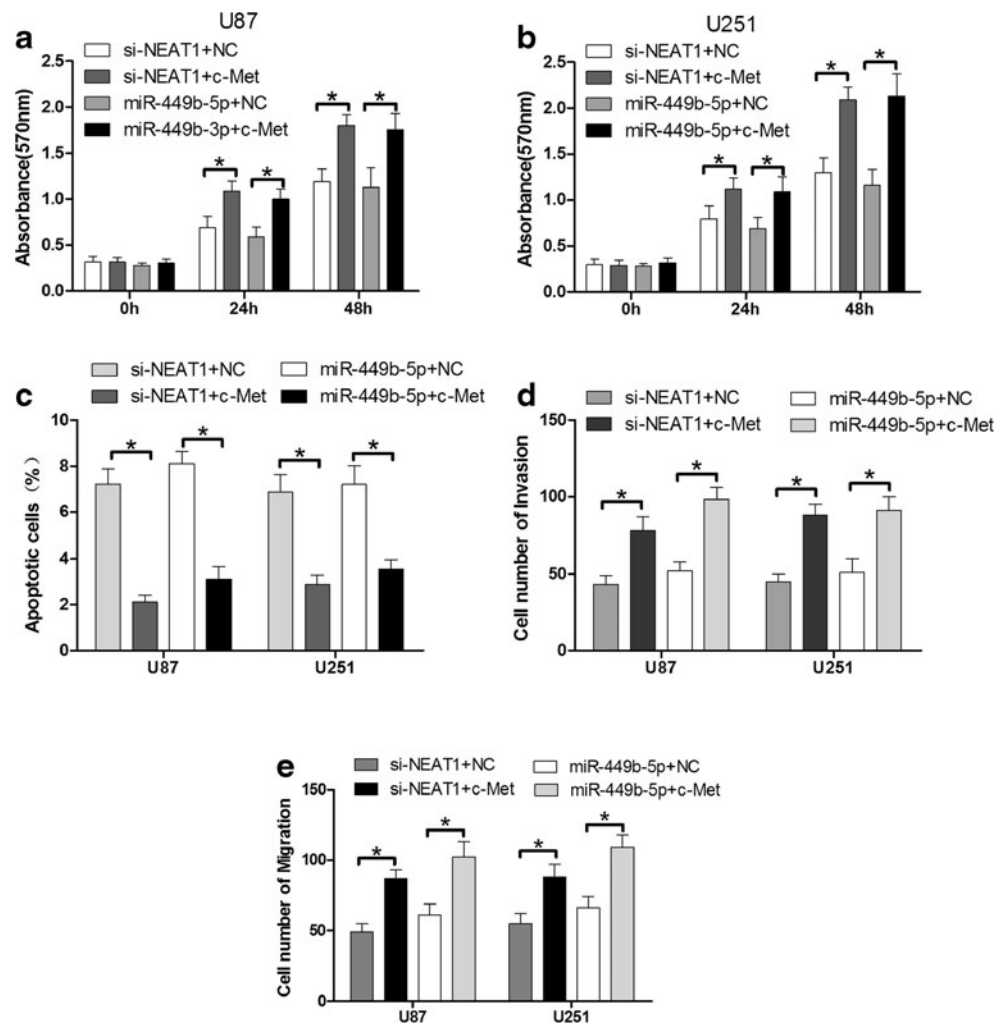 U87
a
si-NEAT1+NC
si-NEAT1+c-Met
miR-449b-5p+NC
miR-449b-3p+c-Met
Absorbance(570nm)
2.5
2.0
1.5
1.0
0.5
0.0
* * * *
0h 24h 48h
U251
b
si-NEAT1+NC
si-NEAT1+c-Met
miR-449b-5p+NC
miR-449b-5p+c-Met
Absorbance(570nm)
2.5
2.0
1.5
1.0
0.5
0.0
* * * *
0h 24h 48h
c
si-NEAT1+NC miR-449b-5p+NC
si-NEAT1+c-Met miR-449b-5p+c-Met
Apoptotic cells (%)
10
8
6
4
2
0
* * * *
U87 U251
d
si-NEAT1+NC miR-449b-5p+NC
si-NEAT1+c-Met miR-449b-5p+c-Met
Cell number of Invasion
150
100
50
0
* * * *
U87 U251
e
si-NEAT1+NC miR-449b-5p+NC
si-NEAT1+c-Met miR-449b-5p+c-Met
Cell number of Migration
150
100
50
0
* * * *
U87 U251